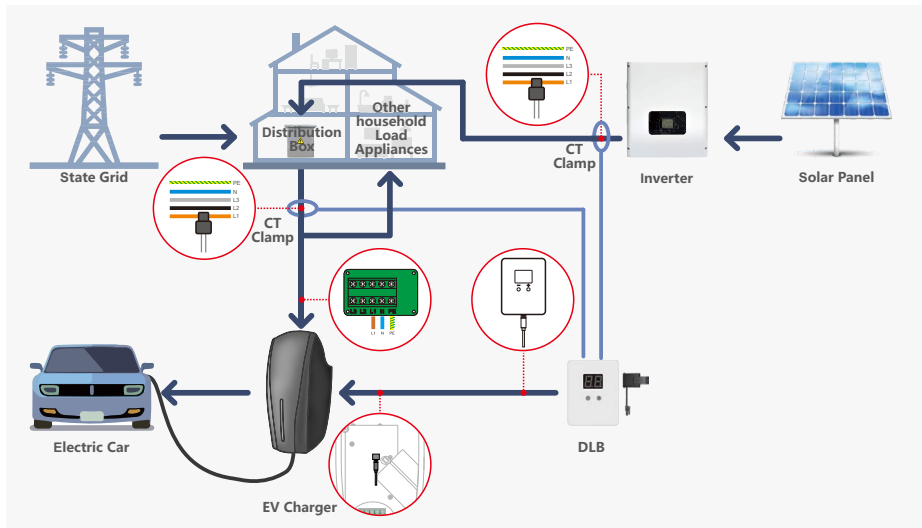 PE
N
L3
L2
L1
Distribution
Box
Other
household
Load
Appliances
CT
Clamp
State Grid
Inverter
Solar Panel
PE
N
L3
L2
L1
CT
Clamp
L3 L2 L1 N PE
L1 N PE
88
Electric Car
DLB
EV Charger